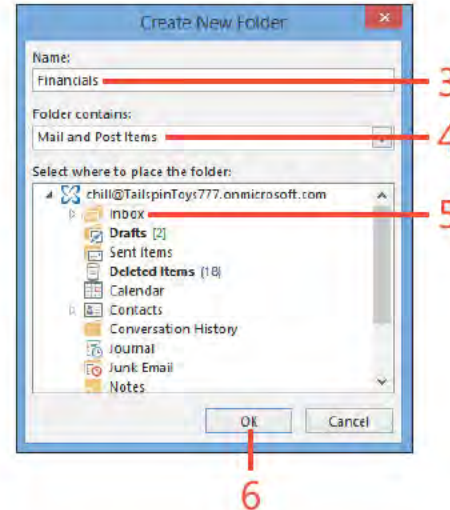 Create New Folder
Name:
Financials
3
Folder contains:
Mail and Post Items
4
Select where to place the folder:
chill@TailspinToys777.onmicrosoft.com
Inbox
5
Drafts [2]
Sent Items
Deleted Items (18)
Calendar
Contacts
Conversation History
Journal
Junk Email
Notes
OK
Cancel
6